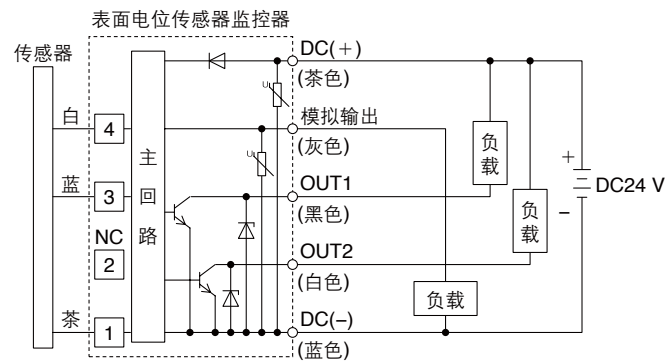 表面电位传感器监控器
传感器
DC(+)
(茶色)
白
4
模拟输出
(灰色)
主回路
U
U
负载
蓝
3
OUT1
(黑色)
+
DC24 V
−
负载
NC
2
OUT2
(白色)
负载
茶
1
DC(−)
(蓝色)